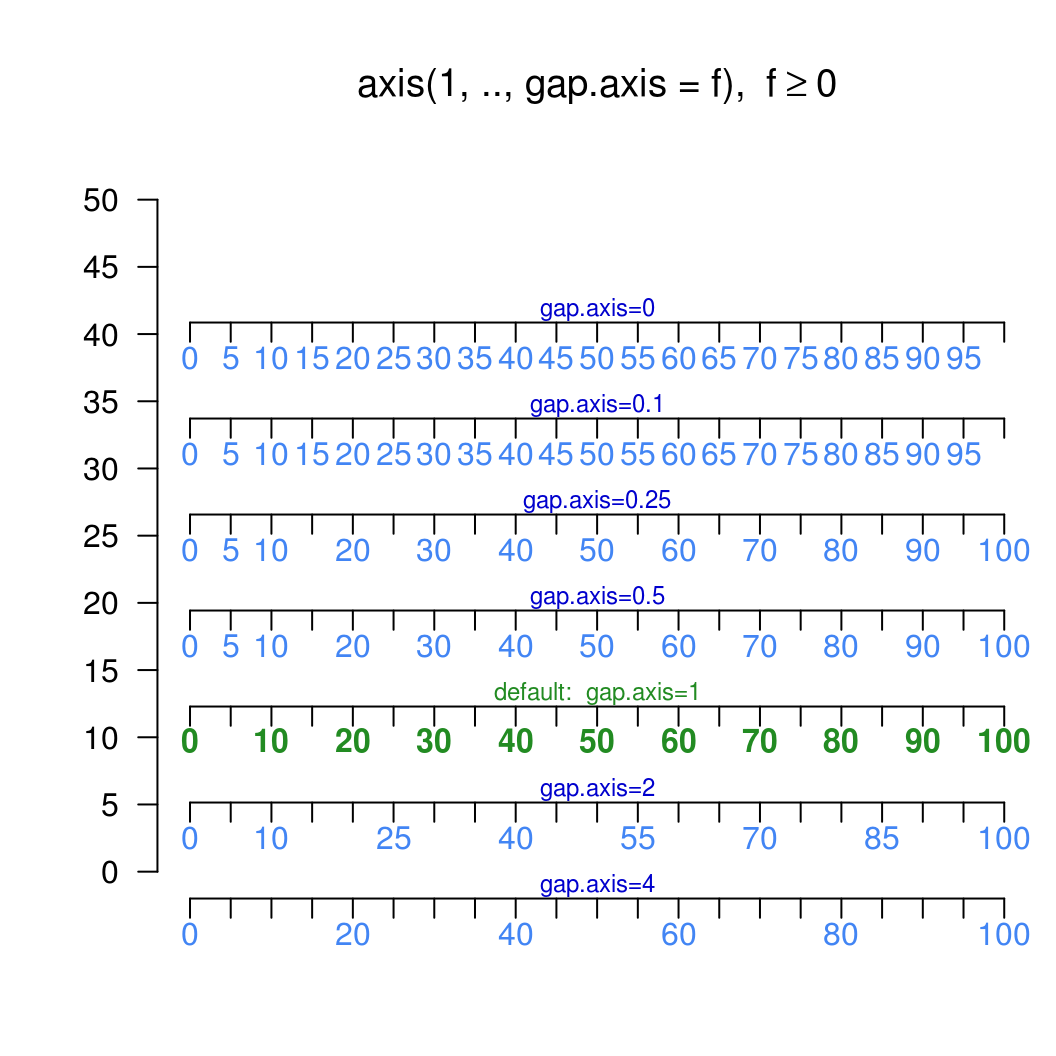 axis(1, .., gap.axis = f),  f ≥ 0
50
45
40
35
30
25
20
15
10
5
0
gap.axis=0
0 5 10 15 20 25 30 35 40 45 50 55 60 65 70 75 80 85 90 95
gap.axis=0.1
0 5 10 15 20 25 30 35 40 45 50 55 60 65 70 75 80 85 90 95
gap.axis=0.25
0 5 10 20 30 40 50 60 70 80 90 100
gap.axis=0.5
0 5 10 20 30 40 50 60 70 80 90 100
default:  gap.axis=1
0 10 20 30 40 50 60 70 80 90 100
gap.axis=2
0 10 25 40 55 70 85 100
gap.axis=4
0 20 40 60 80 100